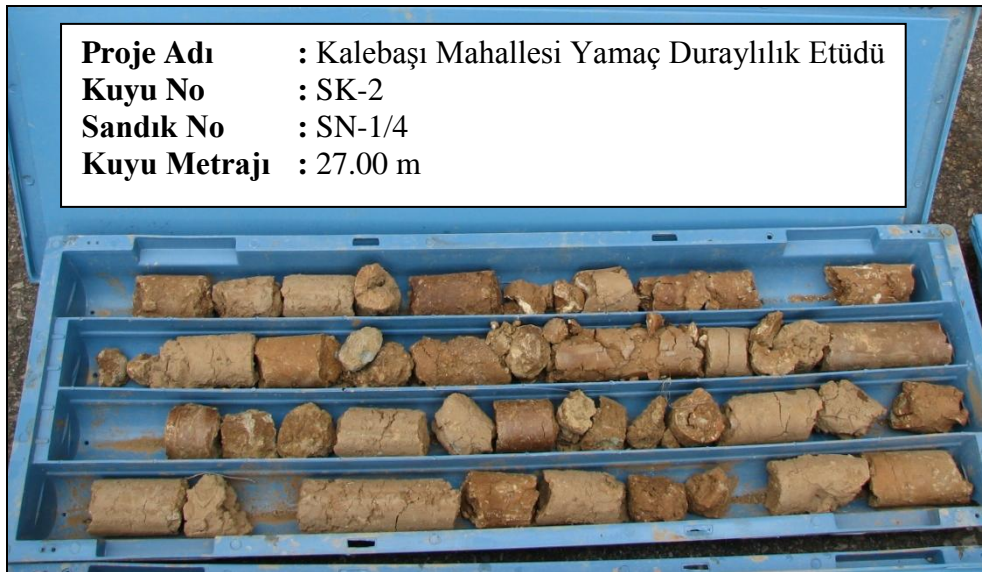 Proje Adı : Kalebaşı Mahallesi Yamaç Duraylılık Etüdü
Kuyu No : SK-2
Sandık No : SN-1/4
Kuyu Metrajı : 27.00 m